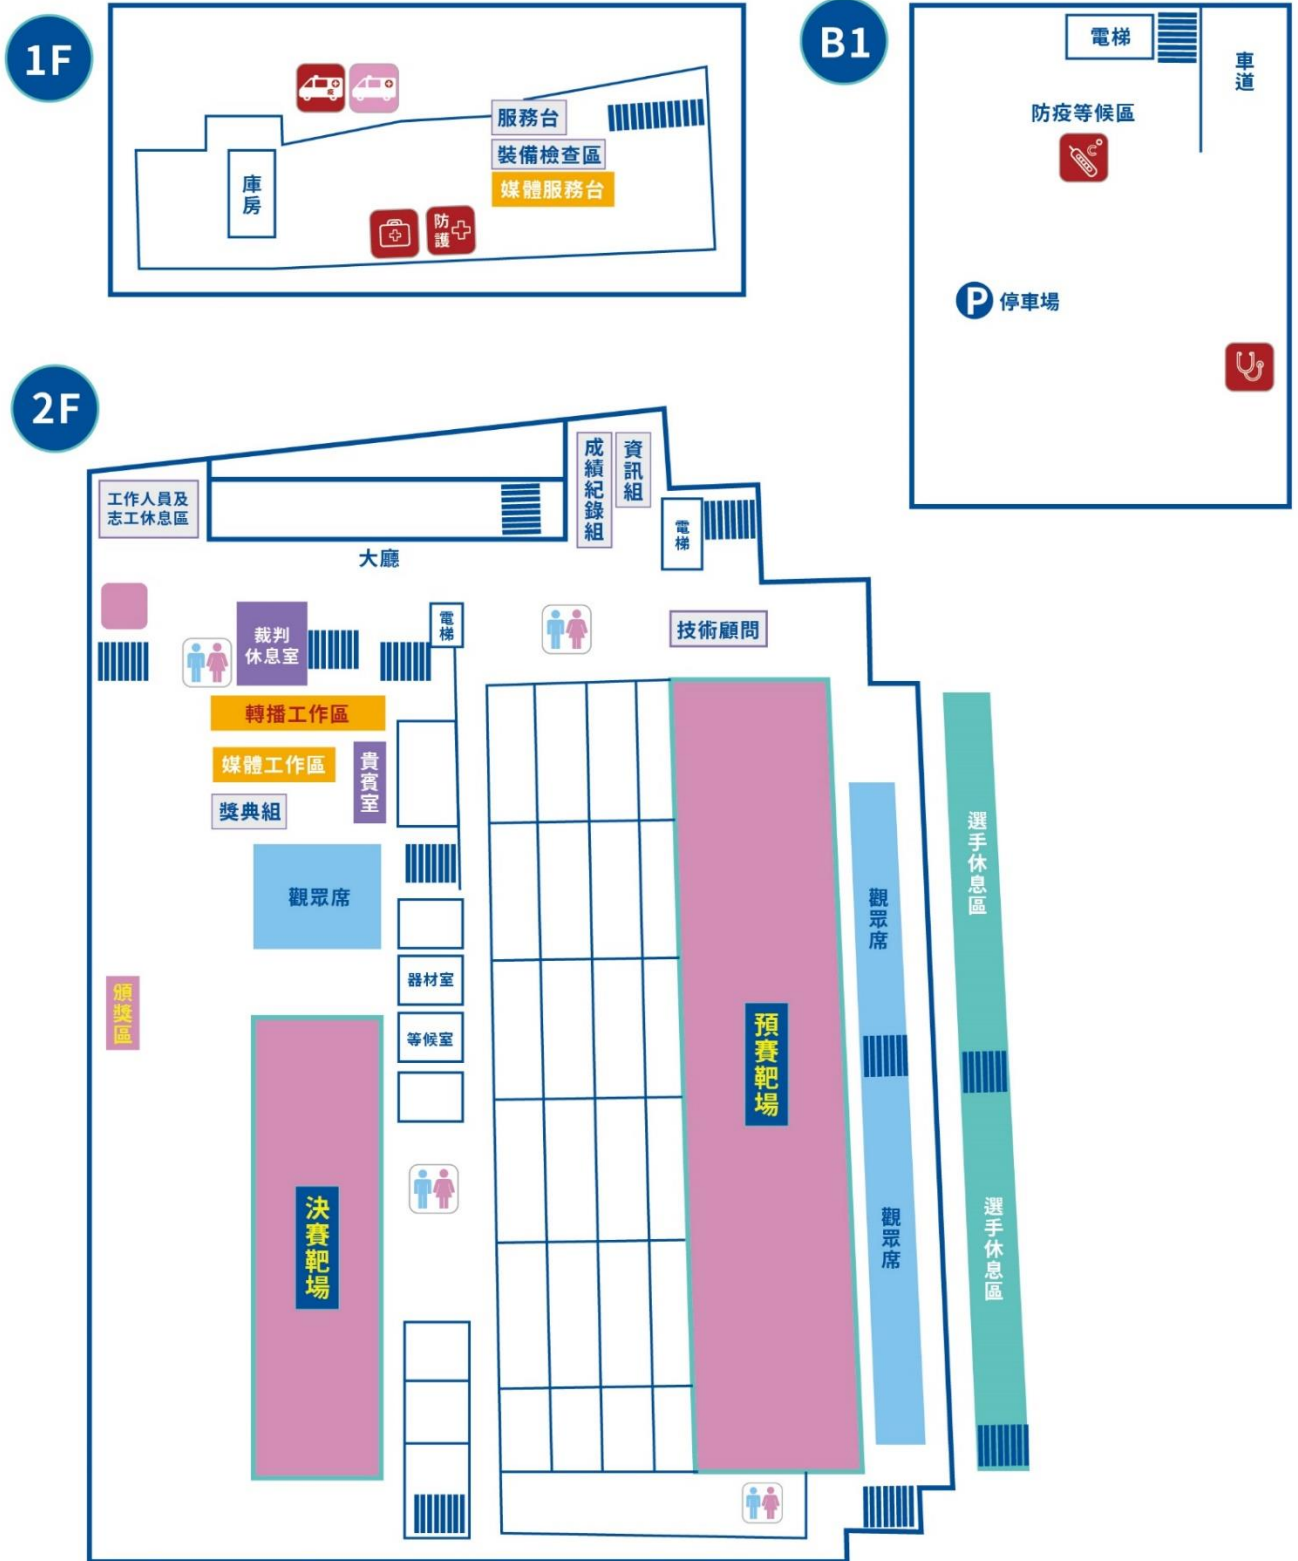 1F
服務台
裝備檢查區
媒體服務台
庫房
防護
B1
電梯
車道
防疫等候區
C°
P 停車場
2F
工作人員及
志工休息區
成績紀錄組
資訊組
電梯
大廳
裁判
休息室
電梯
技術顧問
轉播工作區
媒體工作區
貴賓室
獎典組
觀眾席
觀眾席
選手休息區
頒獎區
器材室
等候室
預賽靶場
決賽靶場
觀眾席
選手休息區